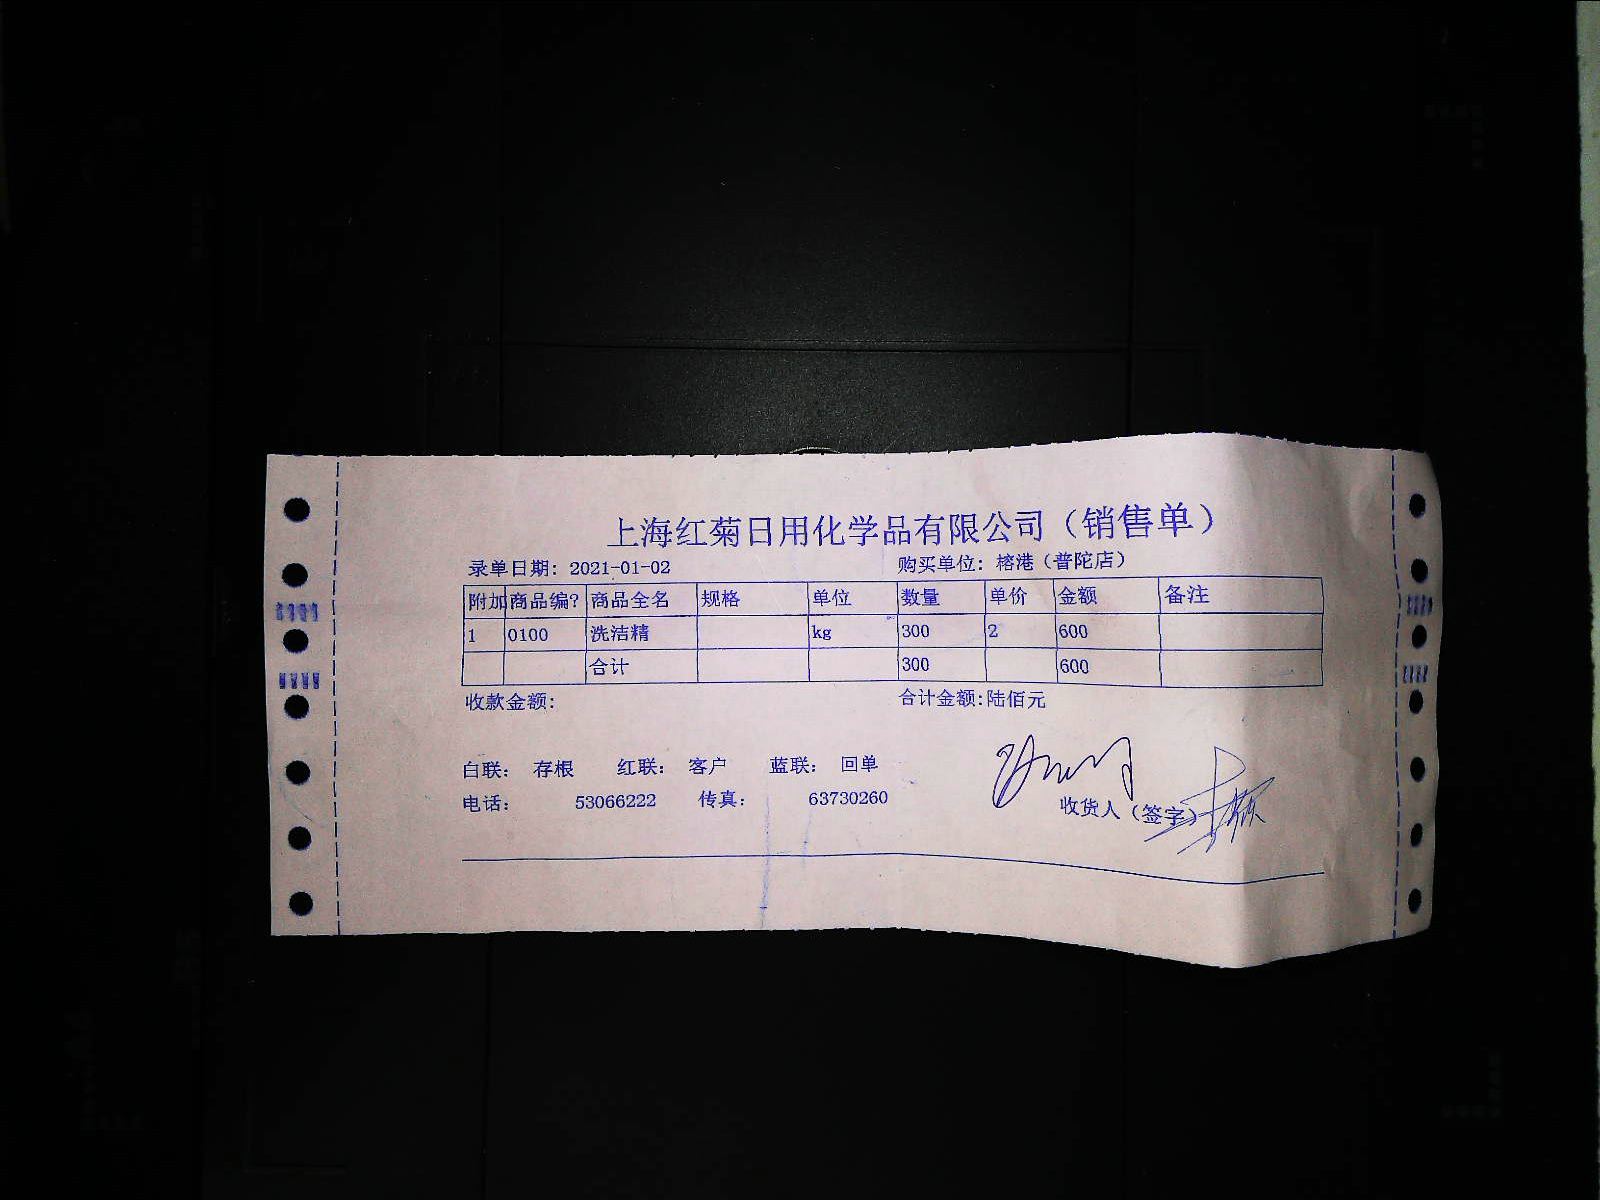 上海红菊日用化学品有限公司（销售单）
录单日期: 2021-01-02 购买单位: 榕港（普陀店）
附加 商品编? 商品全名 规格 单位 数量 单价 金额 备注
1 0100 洗洁精 kg 300 2 600
合计 300 600
收款金额: 合计金额:陆佰元
白联: 存根 红联: 客户 蓝联: 回单
电话: 53066222 传真: 63730260 收货人（签字）